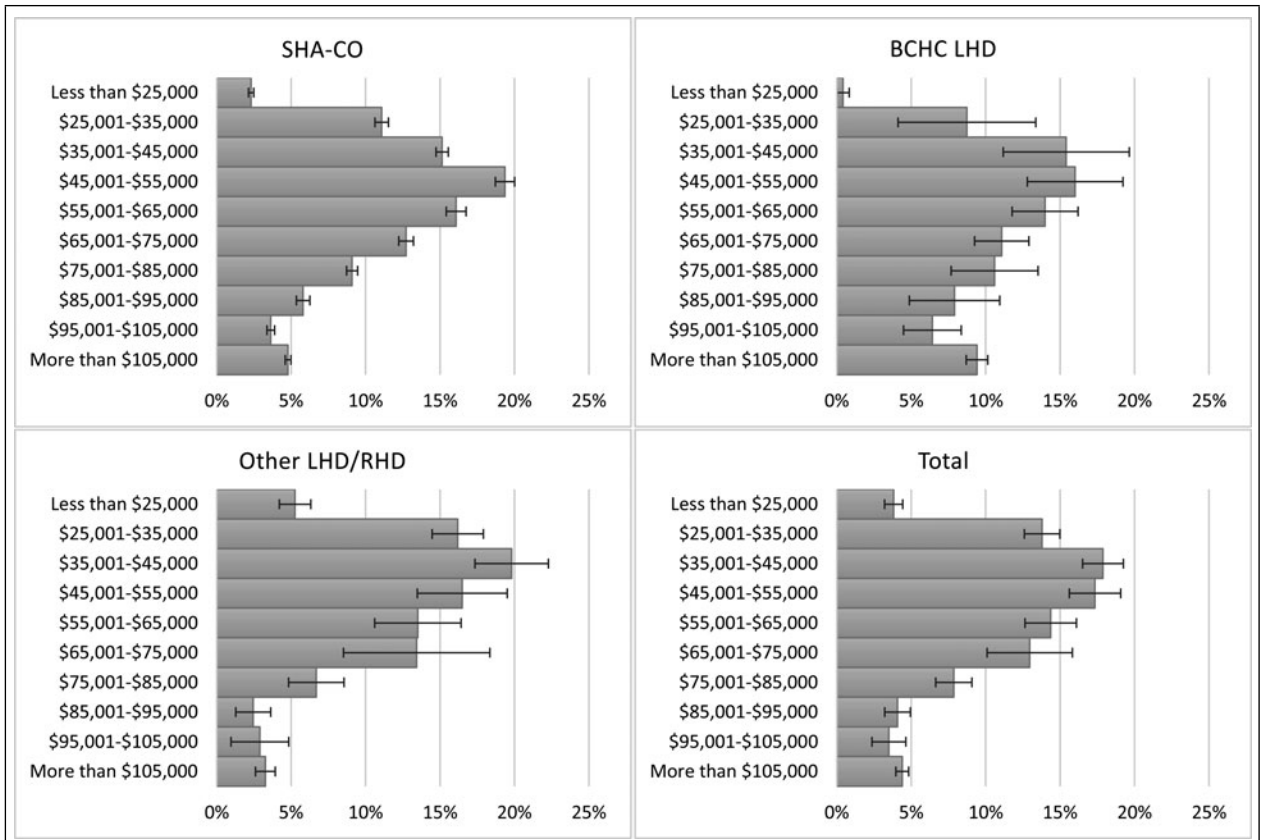 SHA-CO
Less than $25,000
$25,001-$35,000
$35,001-$45,000
$45,001-$55,000
$55,001-$65,000
$65,001-$75,000
$75,001-$85,000
$85,001-$95,000
$95,001-$105,000
More than $105,000
0% 5% 10% 15% 20% 25%
BCHC LHD
Less than $25,000
$25,001-$35,000
$35,001-$45,000
$45,001-$55,000
$55,001-$65,000
$65,001-$75,000
$75,001-$85,000
$85,001-$95,000
$95,001-$105,000
More than $105,000
0% 5% 10% 15% 20% 25%
Other LHD/RHD
Less than $25,000
$25,001-$35,000
$35,001-$45,000
$45,001-$55,000
$55,001-$65,000
$65,001-$75,000
$75,001-$85,000
$85,001-$95,000
$95,001-$105,000
More than $105,000
0% 5% 10% 15% 20% 25%
Total
Less than $25,000
$25,001-$35,000
$35,001-$45,000
$45,001-$55,000
$55,001-$65,000
$65,001-$75,000
$75,001-$85,000
$85,001-$95,000
$95,001-$105,000
More than $105,000
0% 5% 10% 15% 20% 25%